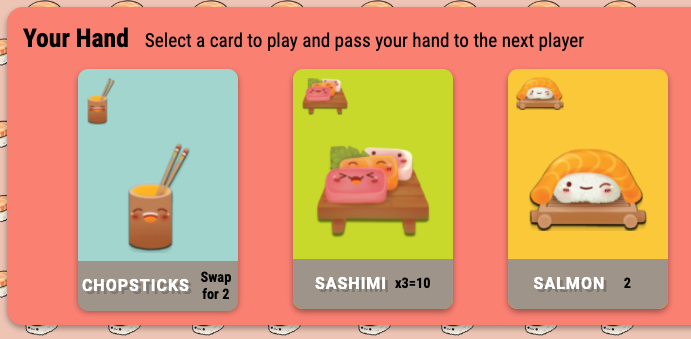 Your Hand Select a card to play and pass your hand to the next player
CHOPSTICKS Swap for 2
SASHIMI x3=10
SALMON 2